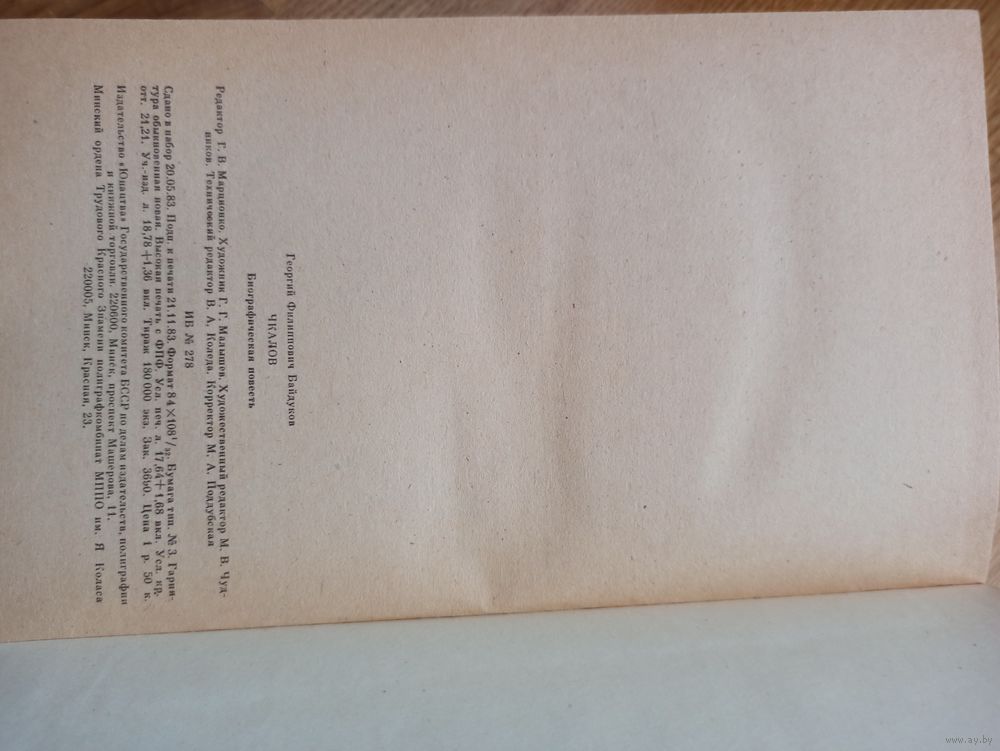 Георгий Филиппович Байдуков
ЧКАЛОВ
Биографическая повесть
Редактор Г. В. Марционко. Художник Г. Г. Малышев. Художественный редактор М. В. Чуд-
ников. Технический редактор В. А. Коледа. Корректор М. А. Поддубская
ИБ № 278
Сдано в набор 20.05.83. Подп. к печати 21.11.83. Формат 84×108¹/₃₂. Бумага тип. № 3. Гарни-
тура обыкновенная новая. Высокая печать с ФПФ. Усл. печ. л. 17,64+1,68 вкл. Усл. кр.-
отт. 21,21. Уч.-изд. л. 18,78+1,36 вкл. Тираж 180 000 экз. Зак. 3690. Цена 1 р. 50 к.
Издательство «Юнацтва» Государственного комитета БССР по делам издательств, полиграфии
и книжной торговли. 220600, Минск, проспект Машерова, 11.
Минский ордена Трудового Красного Знамени полиграфкомбинат МППО им. Я Коласа
220005, Минск, Красная, 23.
www.ay.by